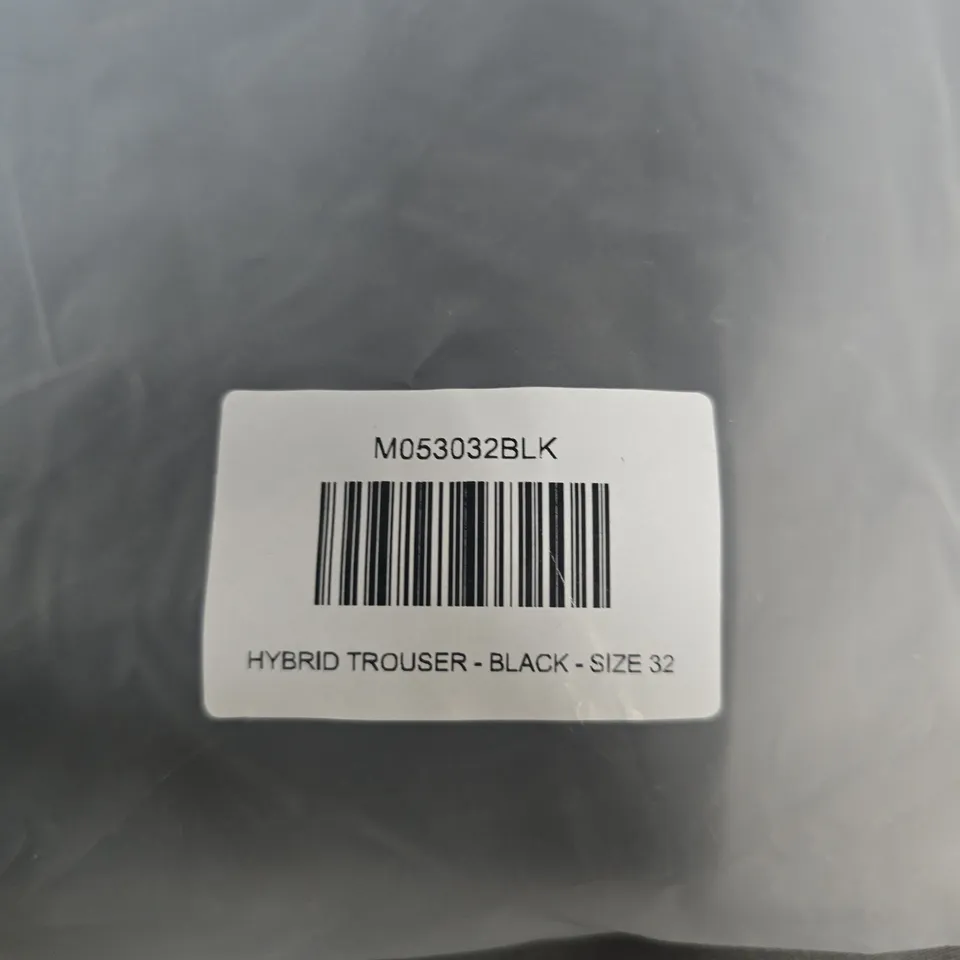 M053032BLK
HYBRID TROUSER - BLACK - SIZE 32